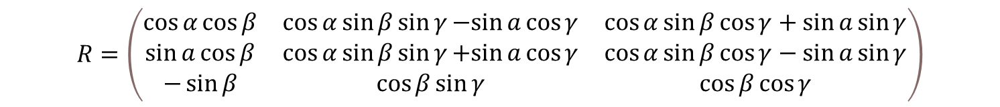 cos α cos β cos α sin β sin γ −sin a cos γ cos α sin β cos γ + sin a sin γ
R = sin a cos β cos α sin β sin γ +sin a cos γ cos α sin β cos γ − sin a sin γ
− sin β cos β sin γ cos β cos γ